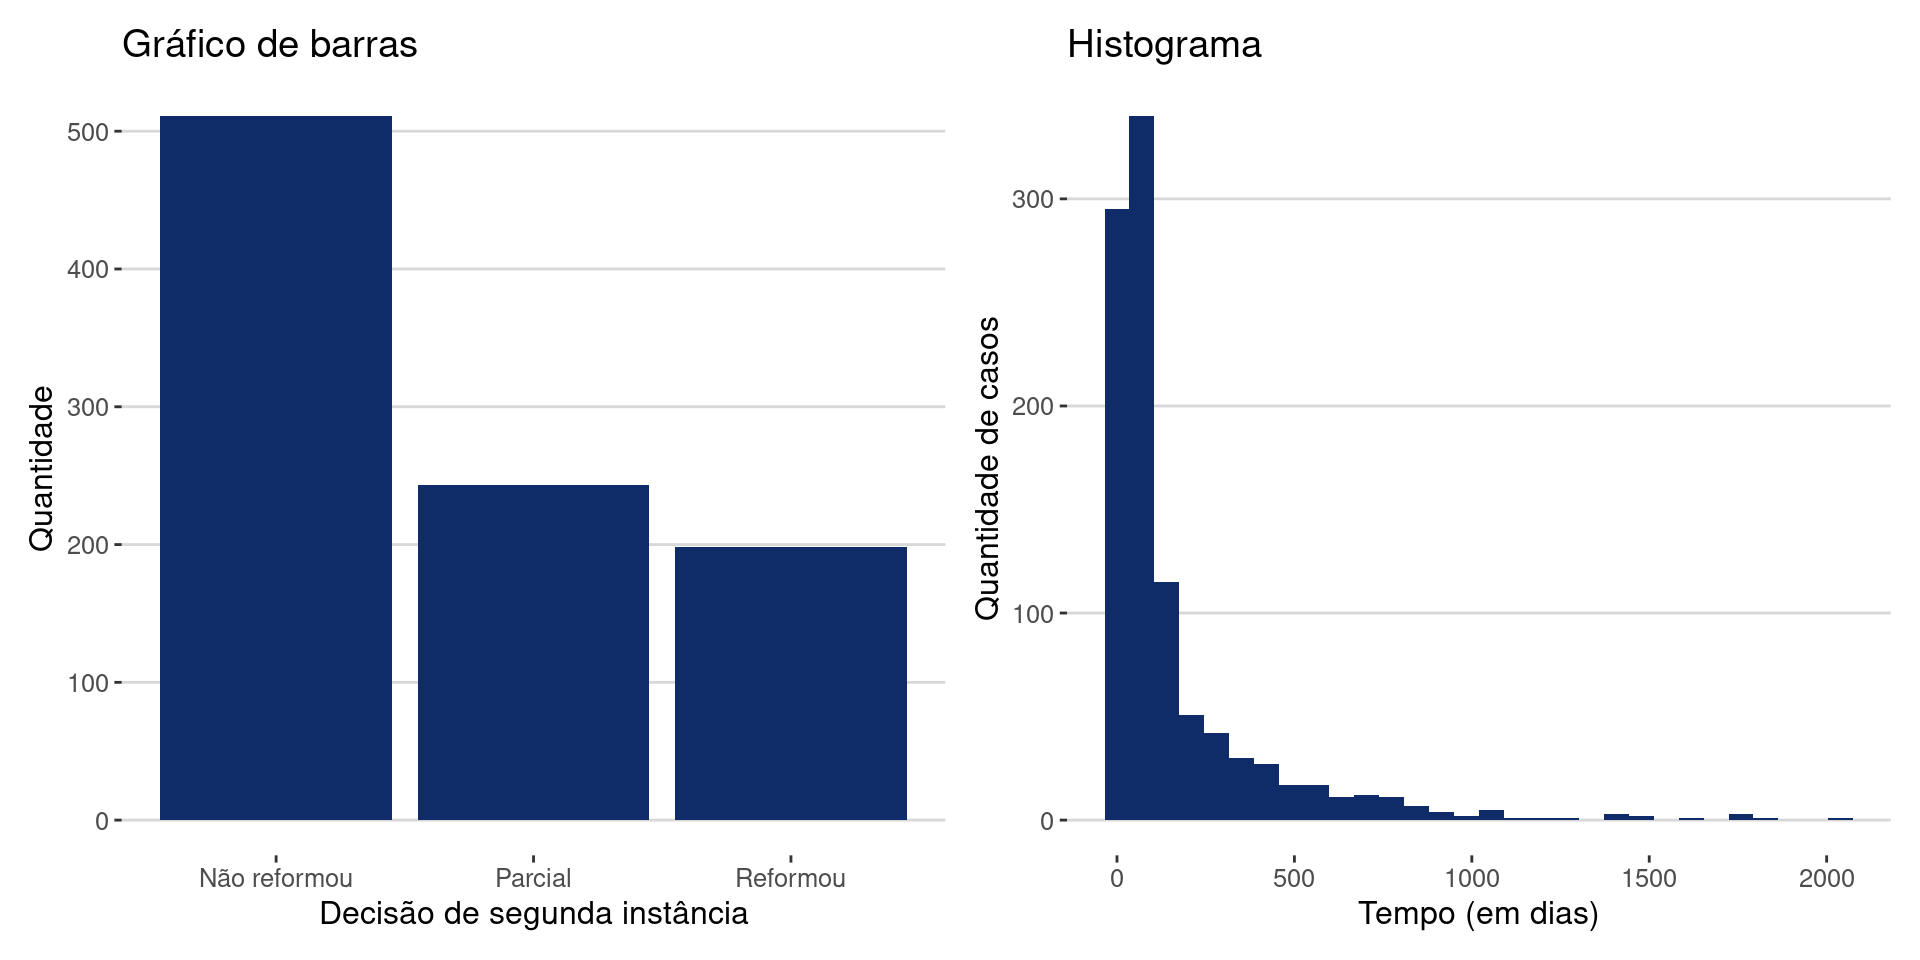 Gráfico de barras
Quantidade
500
400
300
200
100
0
Não reformou
Parcial
Reformou
Decisão de segunda instância
Histograma
Quantidade de casos
300
200
100
0
0
500
1000
1500
2000
Tempo (em dias)